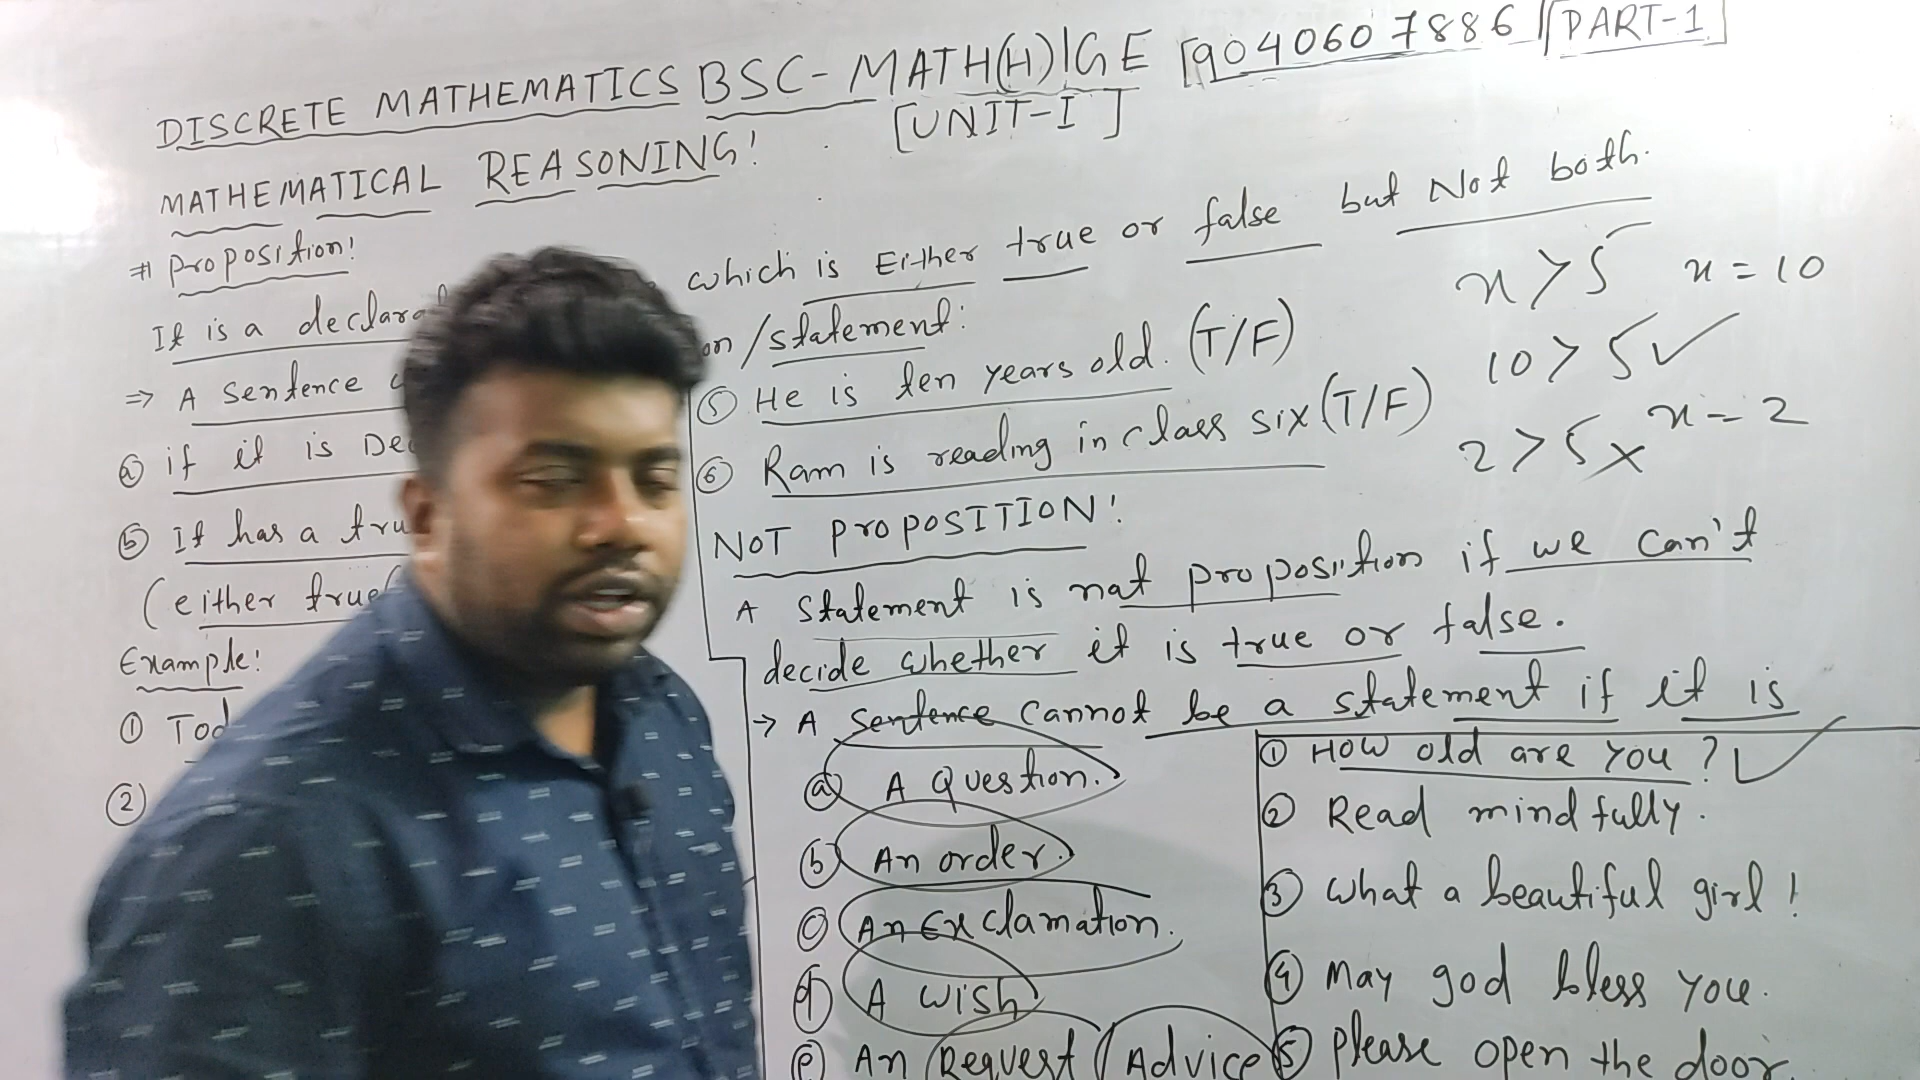 DISCRETE MATHEMATICS BSC-MATH(H)|GE [9040607886] [PART-1]
MATHEMATICAL REASONING! [UNIT-I]
# Proposition!
It is a which is Either true or false but Not both.
on/statement:
x>5 x=10
⇒ A sentence
⑤ He is ten years old. (T/F)
10>5✓
ⓐ if it is
⑥ Ram is reading in class six (T/F)
2>5x x=2
ⓑ It has a
(either true
NOT PROPOSITION!
A statement is not proposition if we can't
decide whether it is true or false.
→ A sentence cannot be a statement if it is
ⓐ A Question.
ⓑ An order.
ⓒ An Exclamation.
ⓓ A wish
ⓔ An Request / Advice
① How old are you? ✓
② Read mindfully.
③ what a beautiful girl!
④ May god bless you.
⑤ please open the door.
Example!
①
②